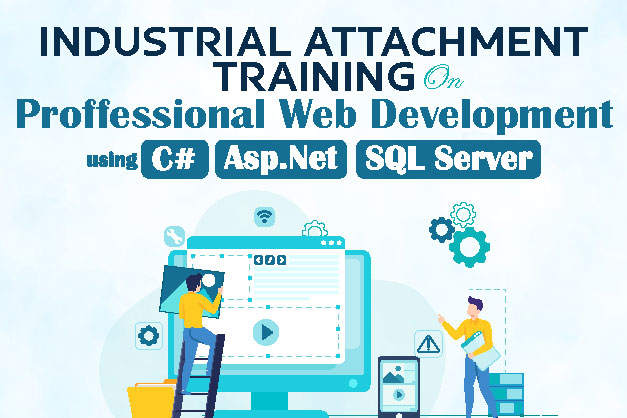 INDUSTRIAL ATTACHMENT
TRAINING On
Proffessional Web Development
using C# Asp.Net SQL Server